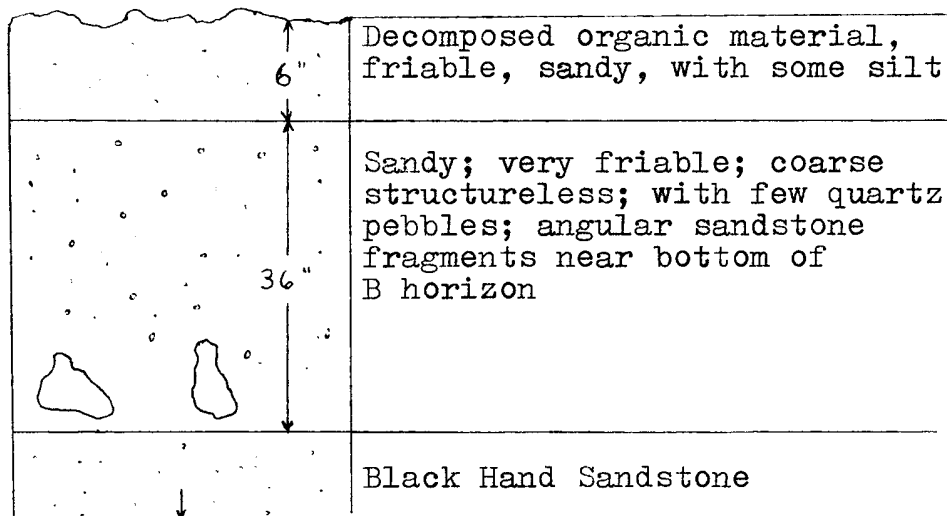 Decomposed organic material,
friable, sandy, with some silt
6"
Sandy; very friable; coarse
structureless; with few quartz
pebbles; angular sandstone
fragments near bottom of
B horizon
36"
Black Hand Sandstone